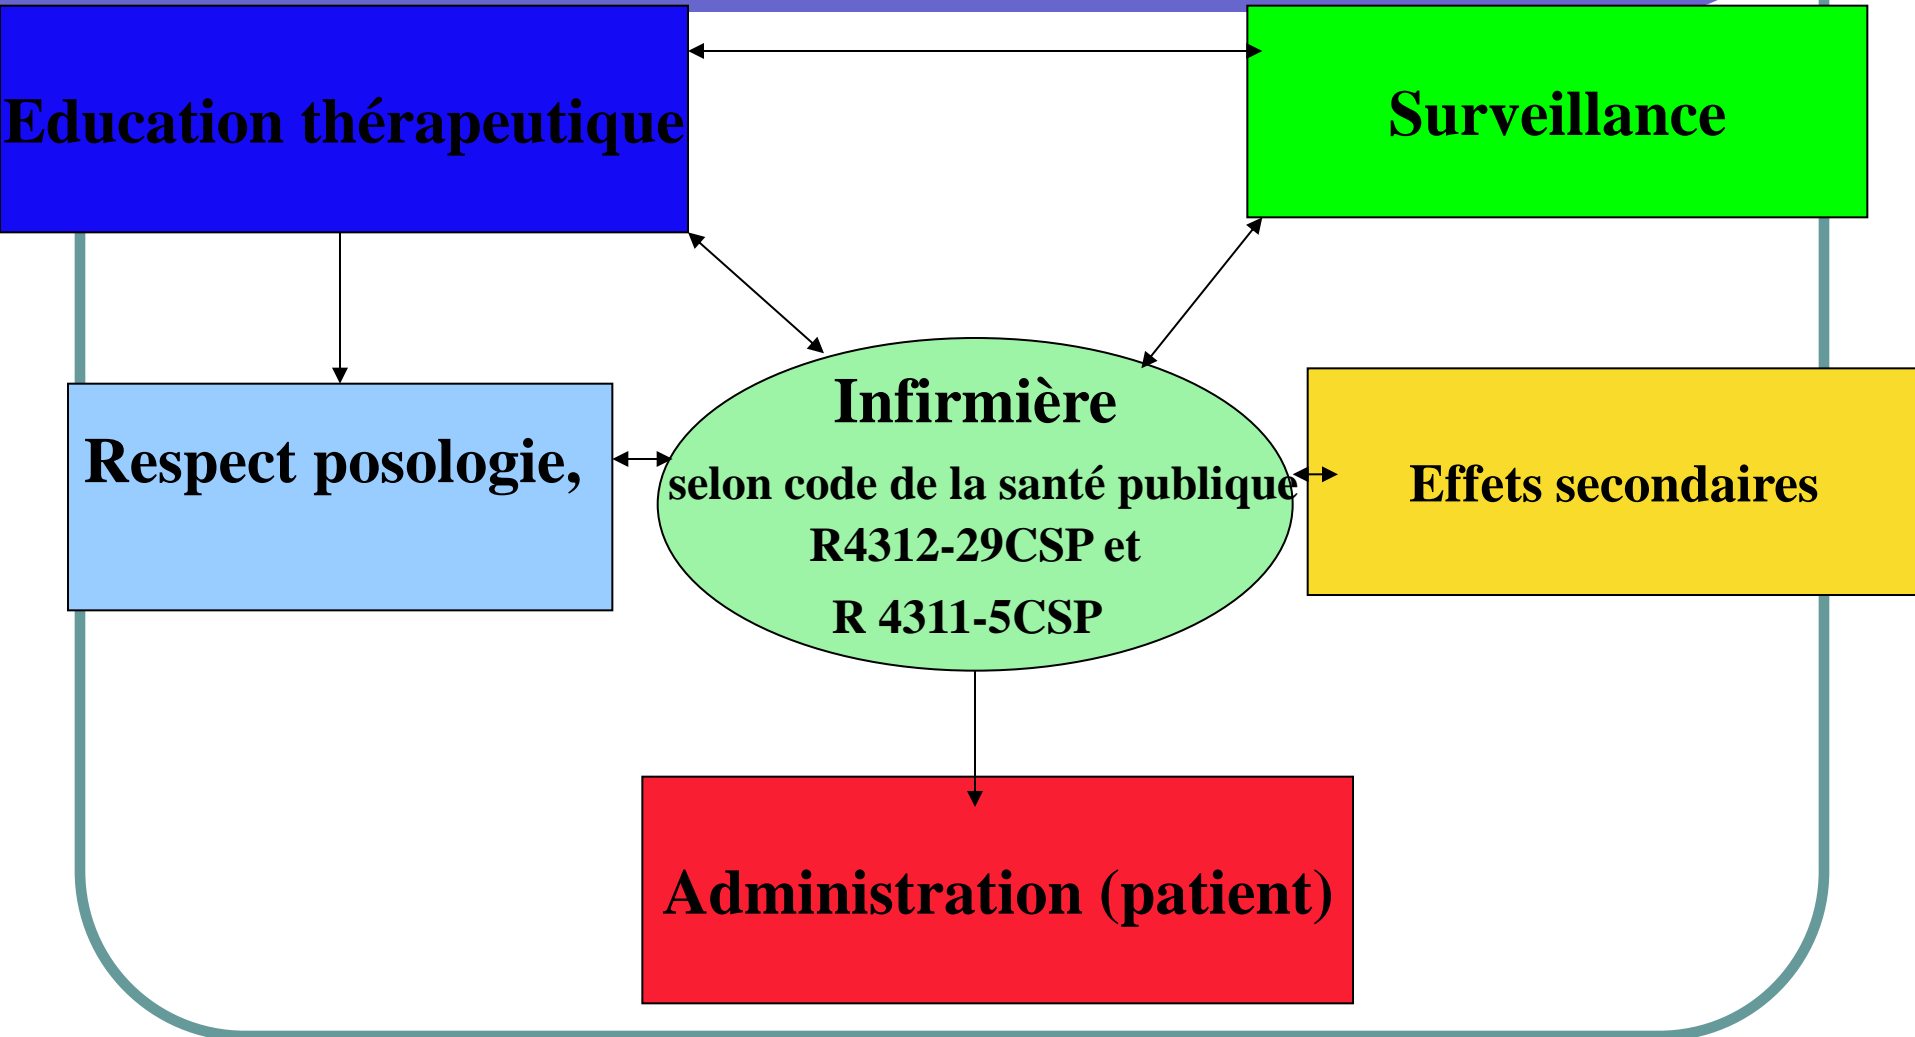 Education thérapeutique
Surveillance
Respect posologie,
Infirmière
selon code de la santé publique
R4312-29CSP et
R 4311-5CSP
Effets secondaires
Administration (patient)